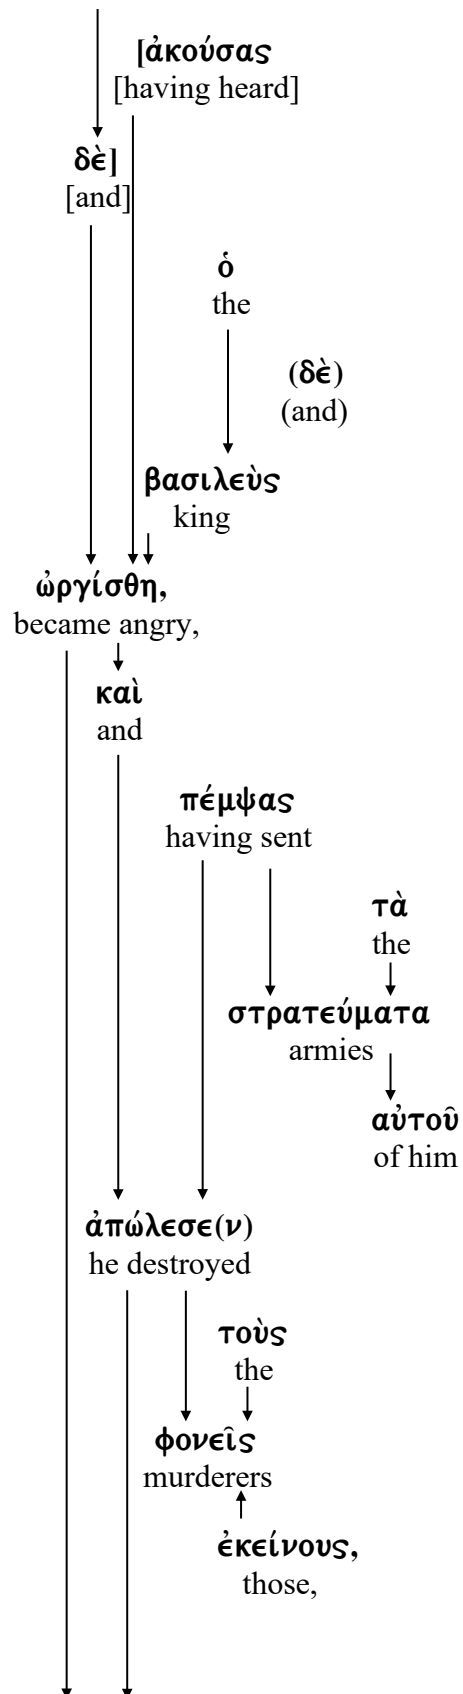 [ἀκούσας
[having heard]
δὲ]
[and]
ὁ
the
(δὲ)
(and)
βασιλεὺς
king
ὠργίσθη,
became angry,
καὶ
and
πέμψας
having sent
τὰ
the
στρατεύματα
armies
αὐτοῦ
of him
ἀπώλεσε(ν)
he destroyed
τοὺς
the
φονεῖς
murderers
ἐκείνους,
those,